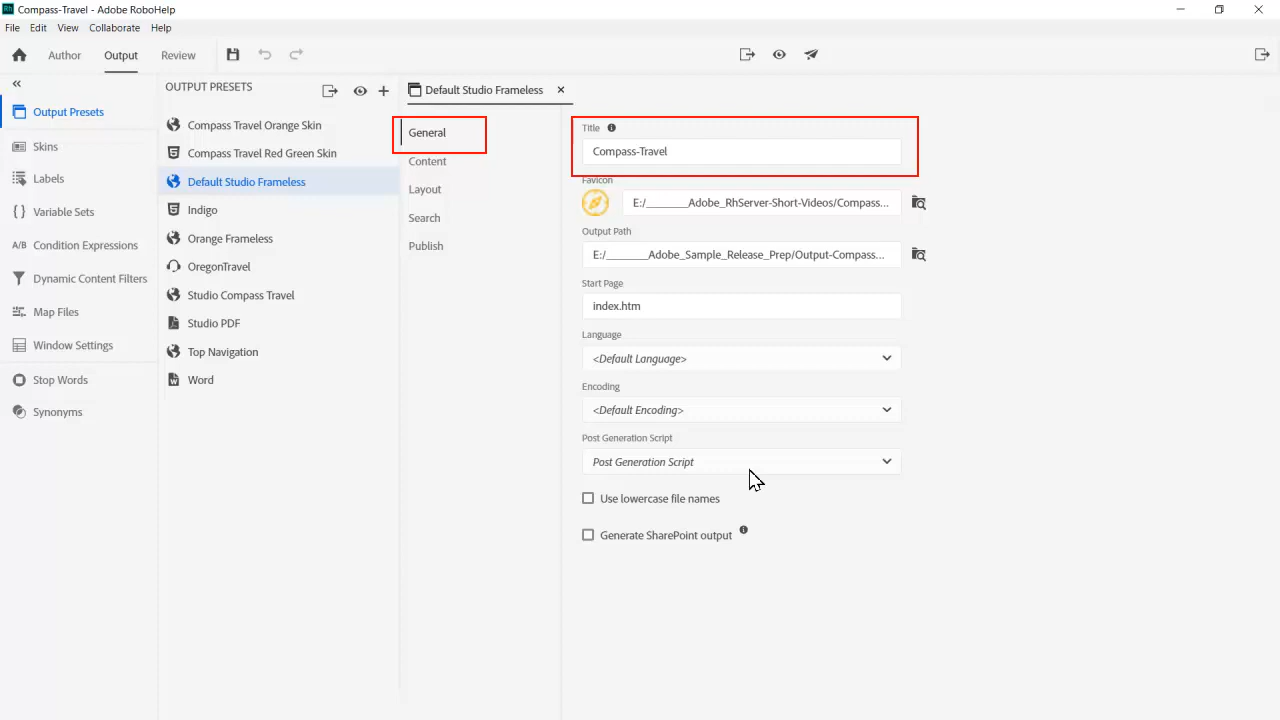 Rh Compass-Travel - Adobe RoboHelp
File Edit View Collaborate Help
Author Output Review
OUTPUT PRESETS
Default Studio Frameless
Output Presets
Skins
Labels
Variable Sets
A/B Condition Expressions
Dynamic Content Filters
Map Files
Window Settings
Stop Words
Synonyms
Compass Travel Orange Skin
Compass Travel Red Green Skin
Default Studio Frameless
Indigo
Orange Frameless
OregonTravel
Studio Compass Travel
Studio PDF
Top Navigation
Word
General
Content
Layout
Search
Publish
Title
Compass-Travel
Favicon
E:/_______Adobe_RhServer-Short-Videos/Compass...
Output Path
E:/_______Adobe_Sample_Release_Prep/Output-Compass...
Start Page
index.htm
Language
<Default Language>
Encoding
<Default Encoding>
Post Generation Script
Post Generation Script
Use lowercase file names
Generate SharePoint output